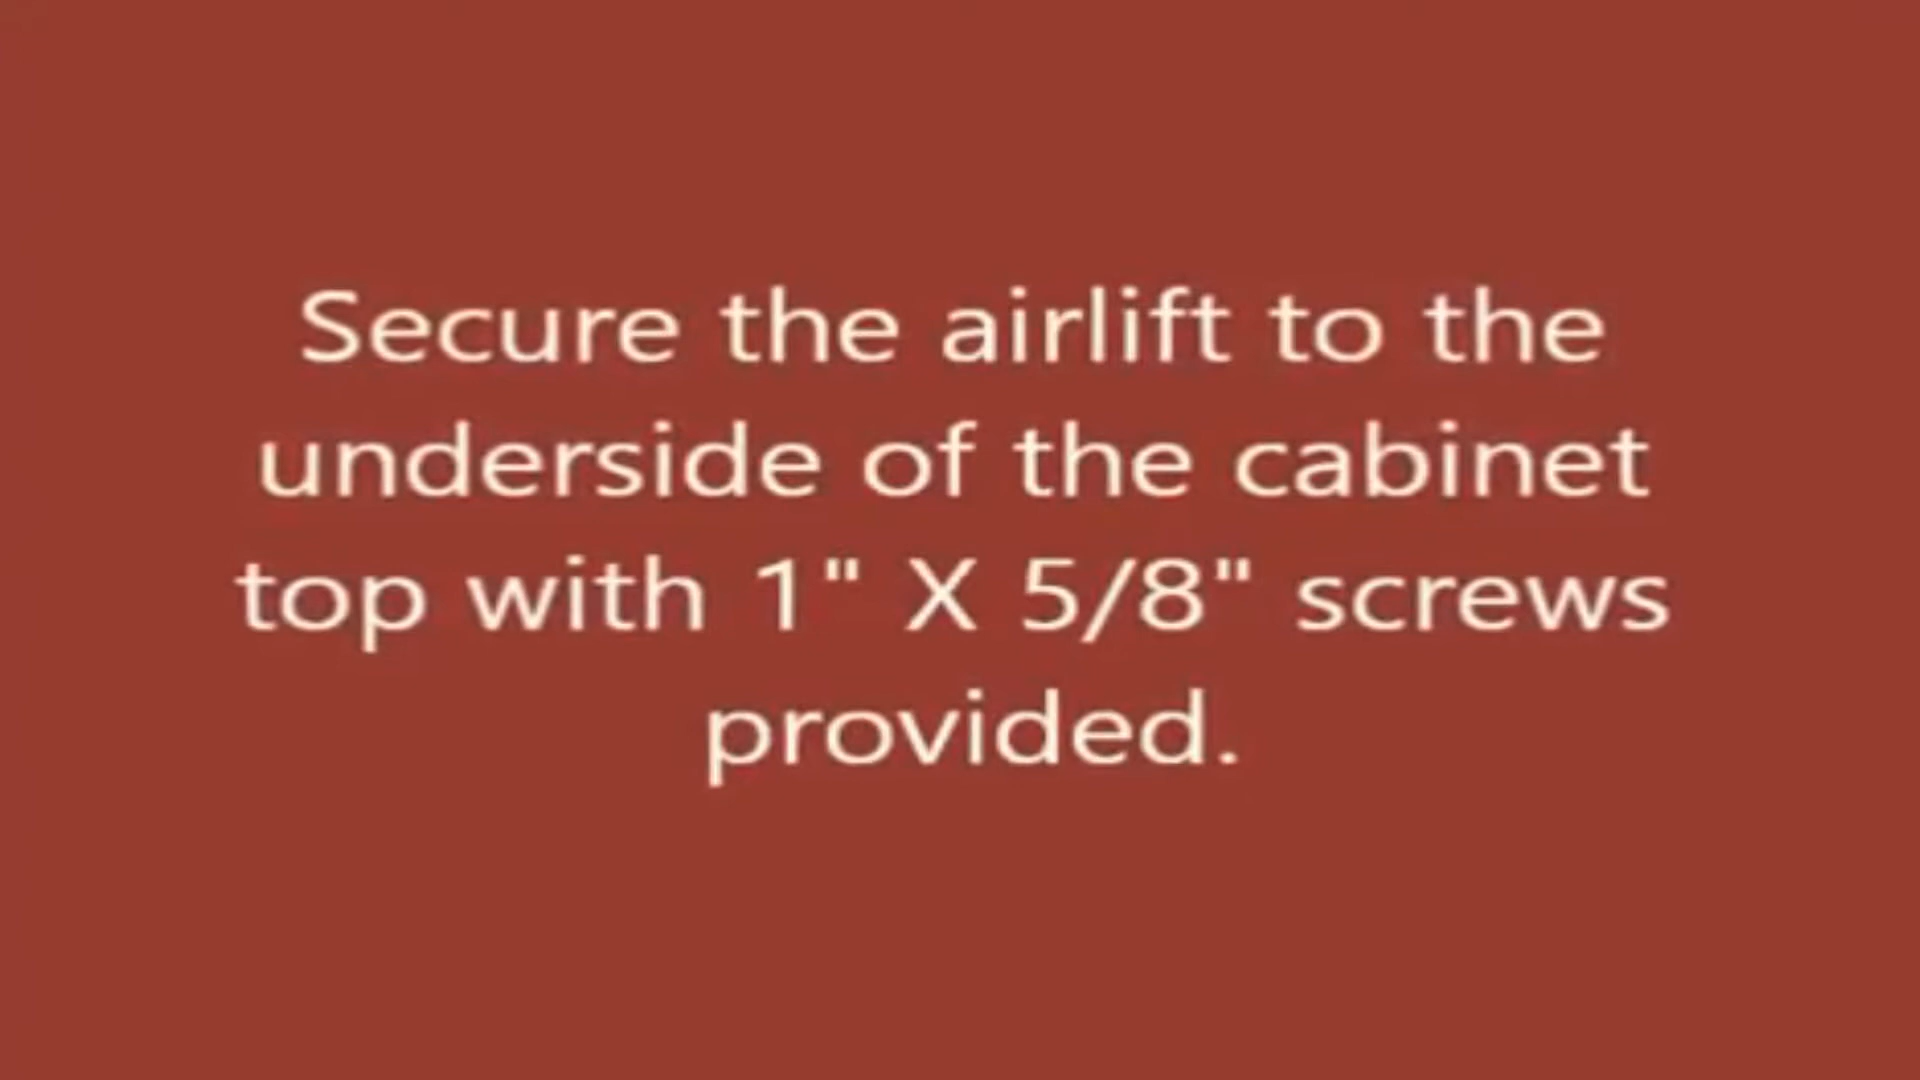 Secure the airlift to the
underside of the cabinet
top with 1" X 5/8" screws
provided.